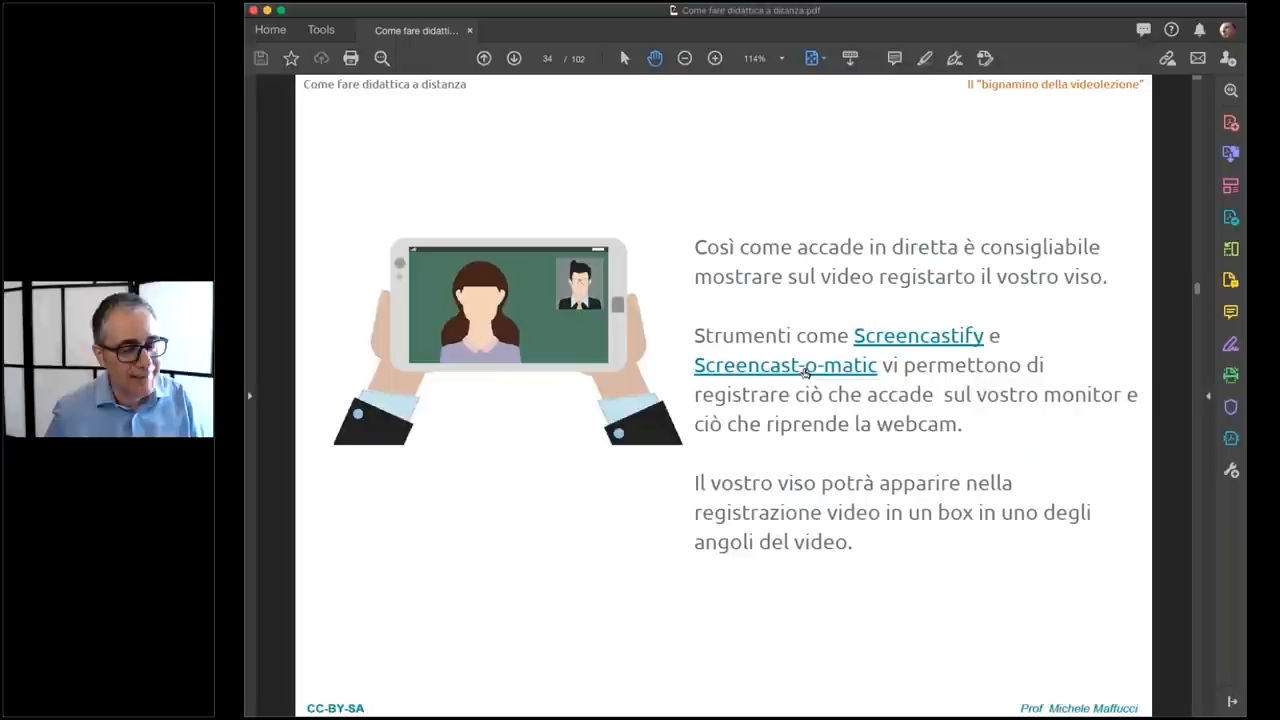 Come fare didattica a ditanza.pdf
Home Tools Come fare didatti... ×
34 / 102 114%
Come fare didattica a distanza
Il "bignamino della videolezione"
Così come accade in diretta è consigliabile
mostrare sul video registarto il vostro viso.
Strumenti come Screencastify e
Screencast-o-matic vi permettono di
registrare ciò che accade sul vostro monitor e
ciò che riprende la webcam.
Il vostro viso potrà apparire nella
registrazione video in un box in uno degli
angoli del video.
CC-BY-SA
Prof Michele Maffucci